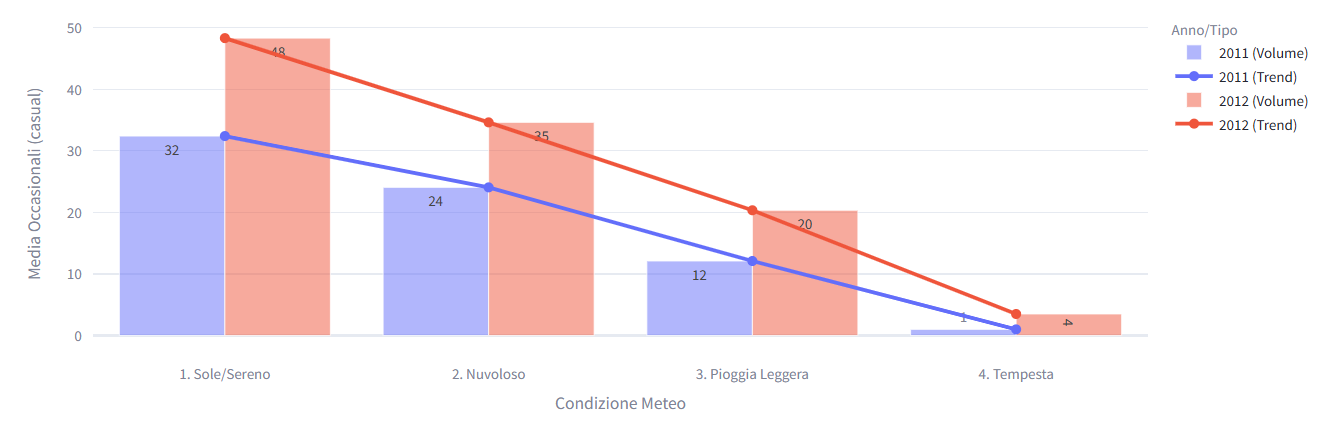 50
40
30
20
10
0
Media Occasionali (casual)
32
48
24
35
12
20
1
4
1. Sole/Sereno
2. Nuvoloso
3. Pioggia Leggera
4. Tempesta
Condizione Meteo
Anno/Tipo
2011 (Volume)
2011 (Trend)
2012 (Volume)
2012 (Trend)